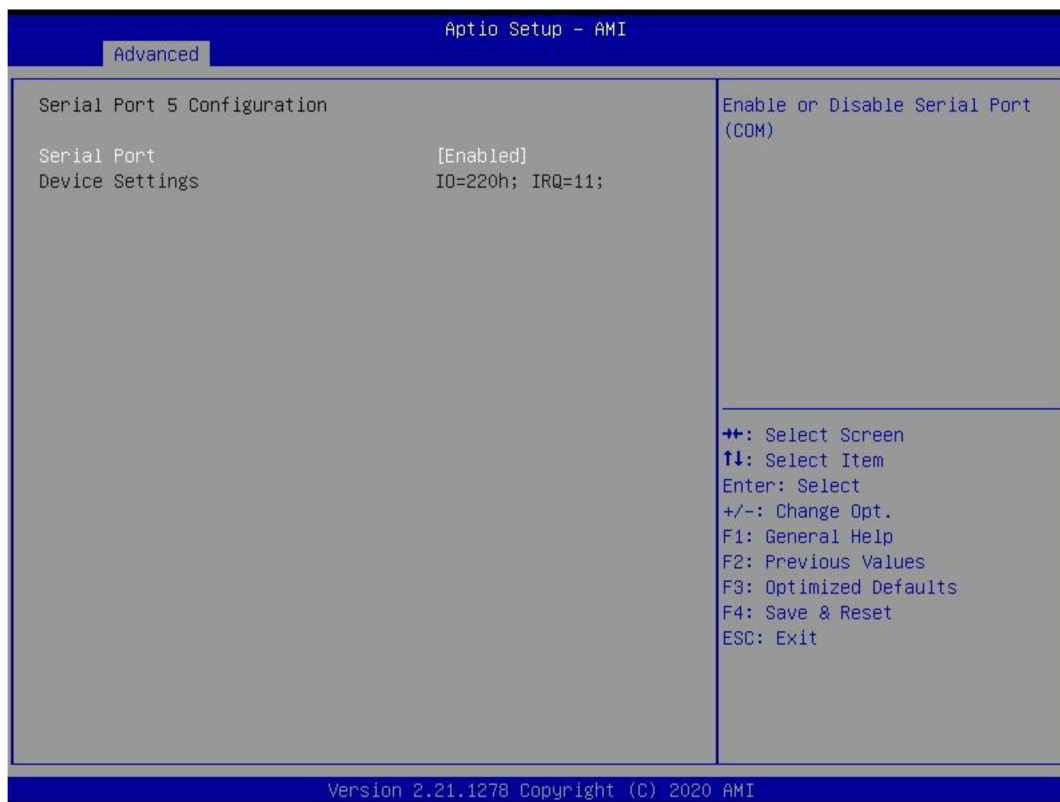 Aptio Setup – AMI
Advanced
Serial Port 5 Configuration
Serial Port [Enabled]
Device Settings IO=220h; IRQ=11;
Enable or Disable Serial Port
(COM)
→←: Select Screen
↑↓: Select Item
Enter: Select
+/-: Change Opt.
F1: General Help
F2: Previous Values
F3: Optimized Defaults
F4: Save & Reset
ESC: Exit
Version 2.21.1278 Copyright (C) 2020 AMI